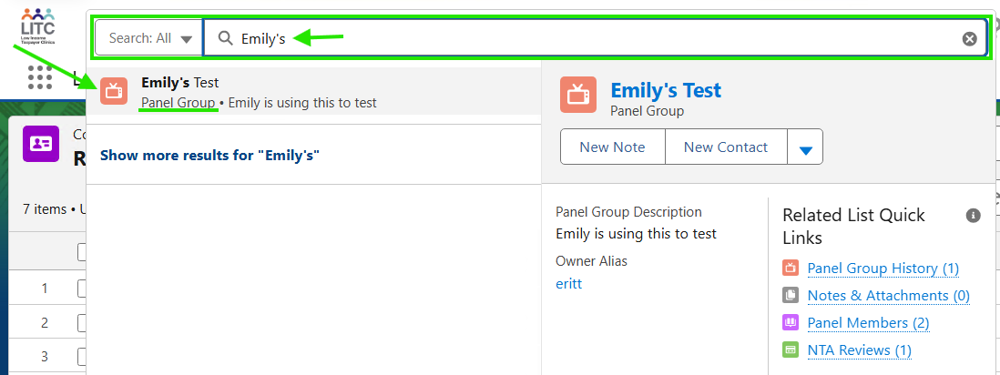 LITC
Low Income
Taxpayer Clinics
Search: All
Emily's
Emily's Test
Panel Group • Emily is using this to test
Show more results for "Emily's"
7 items •
1
2
3
Emily's Test
Panel Group
New Note
New Contact
Panel Group Description
Emily is using this to test
Owner Alias
eritt
Related List Quick
Links
Panel Group History (1)
Notes & Attachments (0)
Panel Members (2)
NTA Reviews (1)